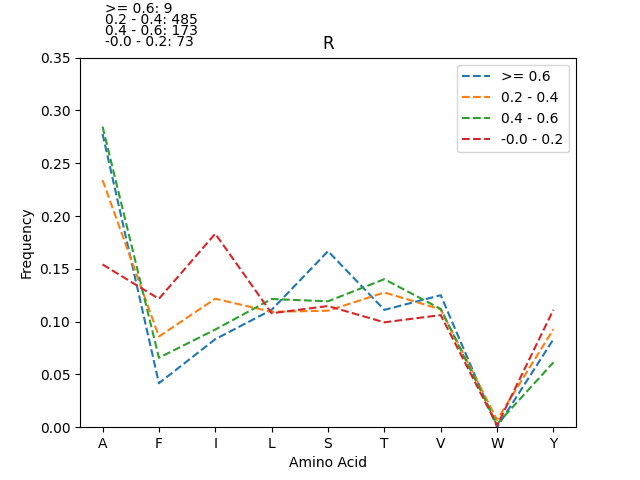 >= 0.6: 9
0.2 - 0.4: 485
0.4 - 0.6: 173
-0.0 - 0.2: 73
R
0.35
0.30
0.25
0.20
0.15
0.10
0.05
0.00
Frequency
>= 0.6
0.2 - 0.4
0.4 - 0.6
-0.0 - 0.2
A F I L S T V W Y
Amino Acid